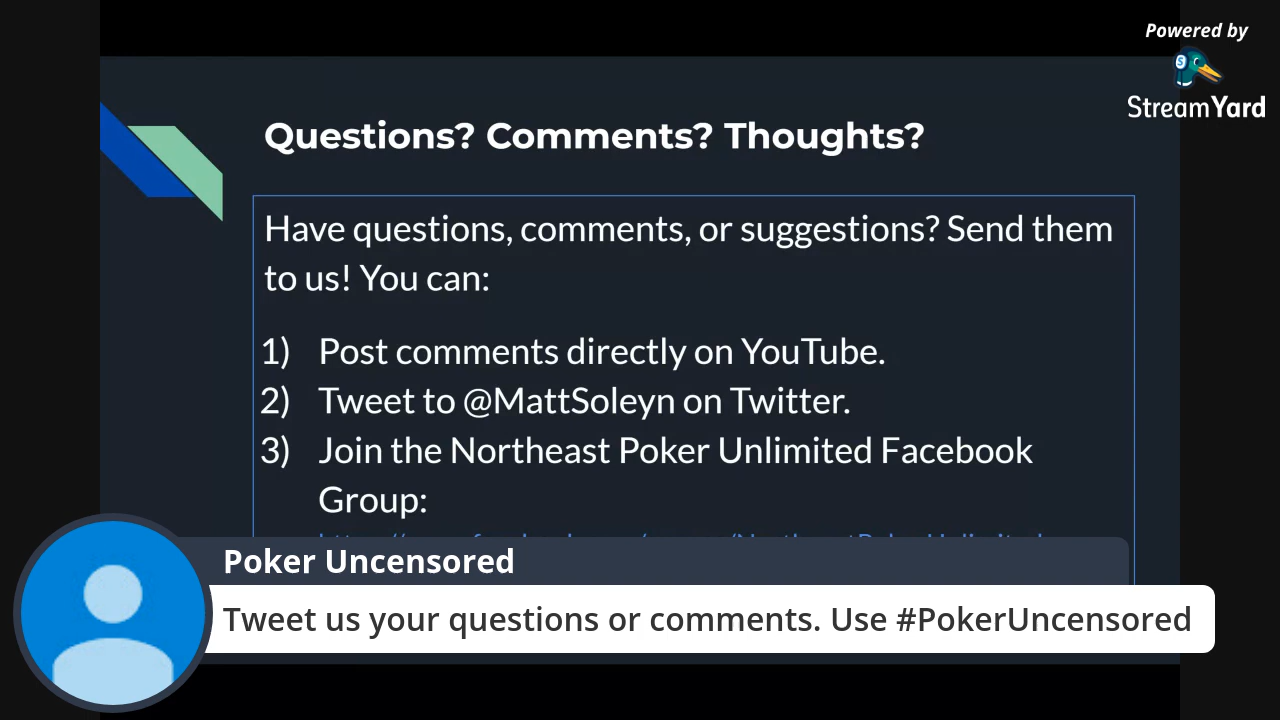 Powered by
StreamYard
Questions? Comments? Thoughts?
Have questions, comments, or suggestions? Send them
to us! You can:
1) Post comments directly on YouTube.
2) Tweet to @MattSoleyn on Twitter.
3) Join the Northeast Poker Unlimited Facebook
Group:
Poker Uncensored
Tweet us your questions or comments. Use #PokerUncensored